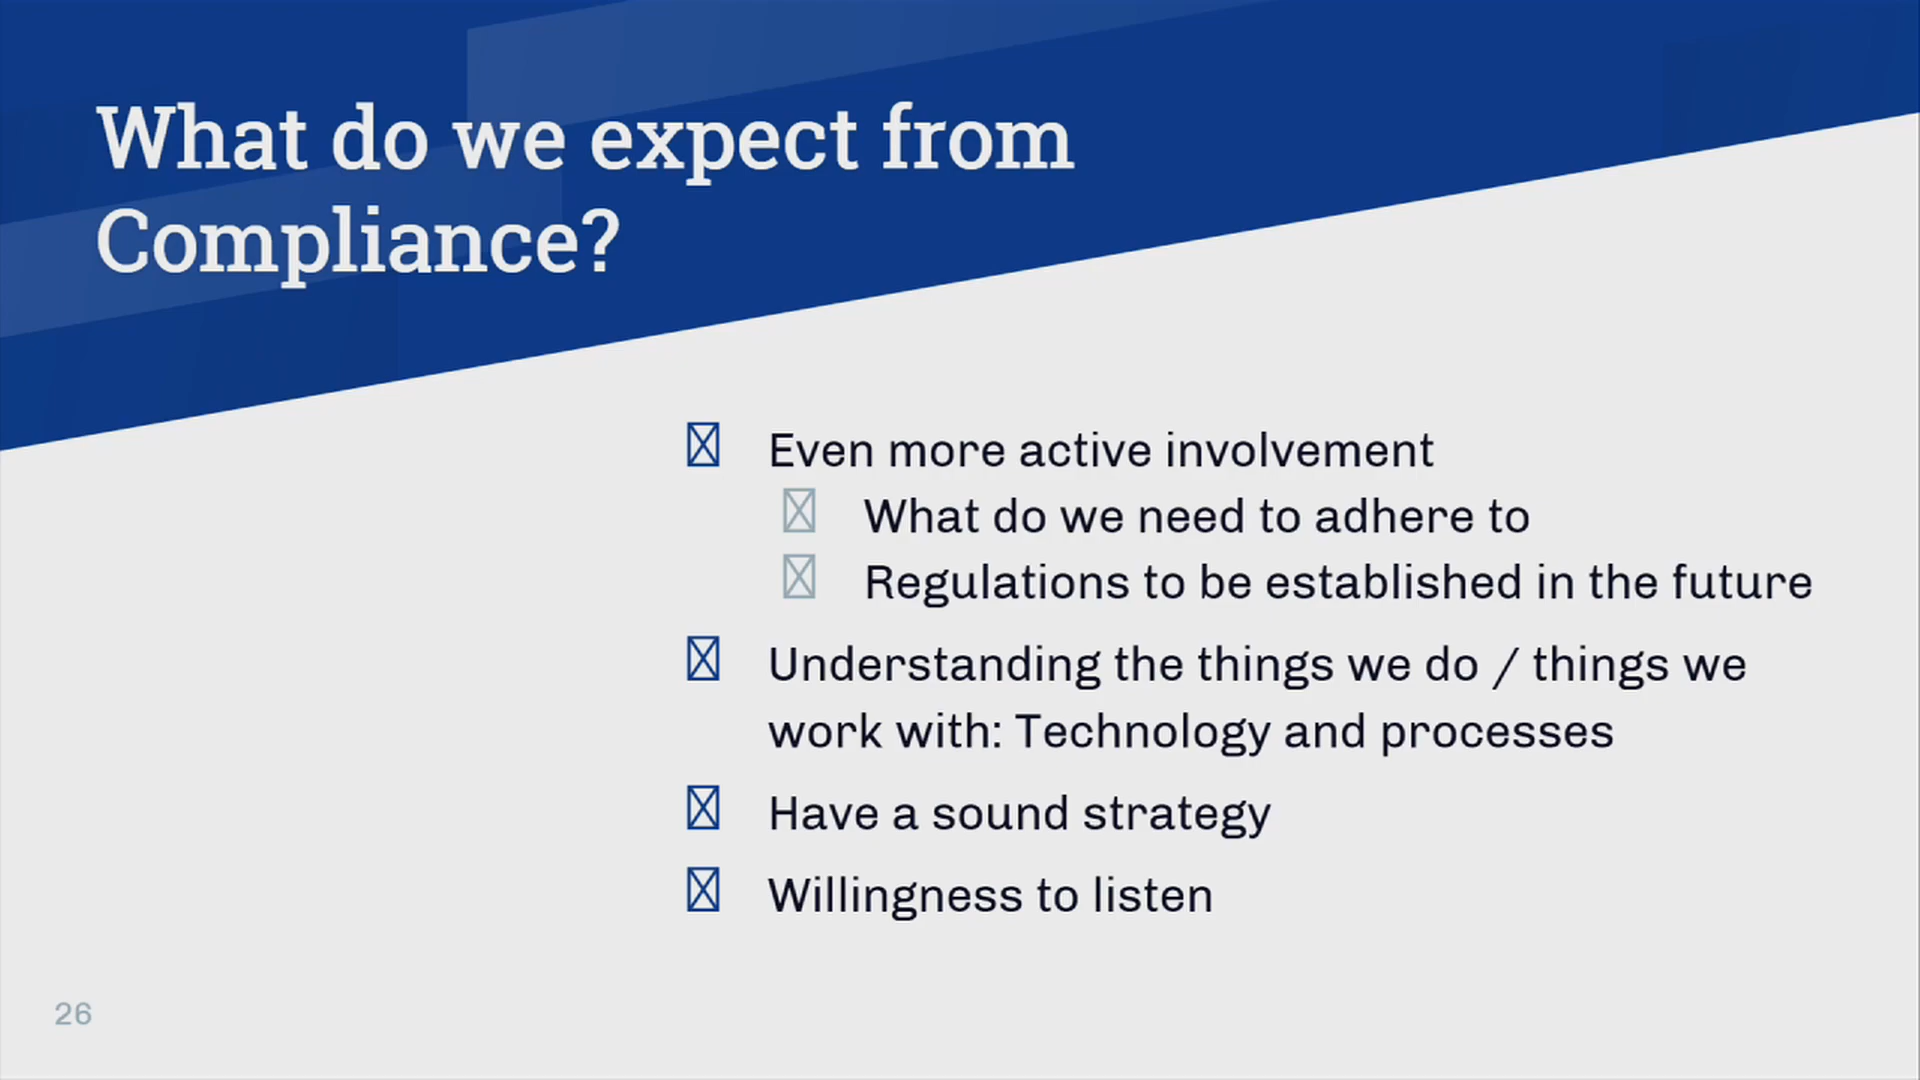 What do we expect from
Compliance?
Even more active involvement
What do we need to adhere to
Regulations to be established in the future
Understanding the things we do / things we
work with: Technology and processes
Have a sound strategy
Willingness to listen
26